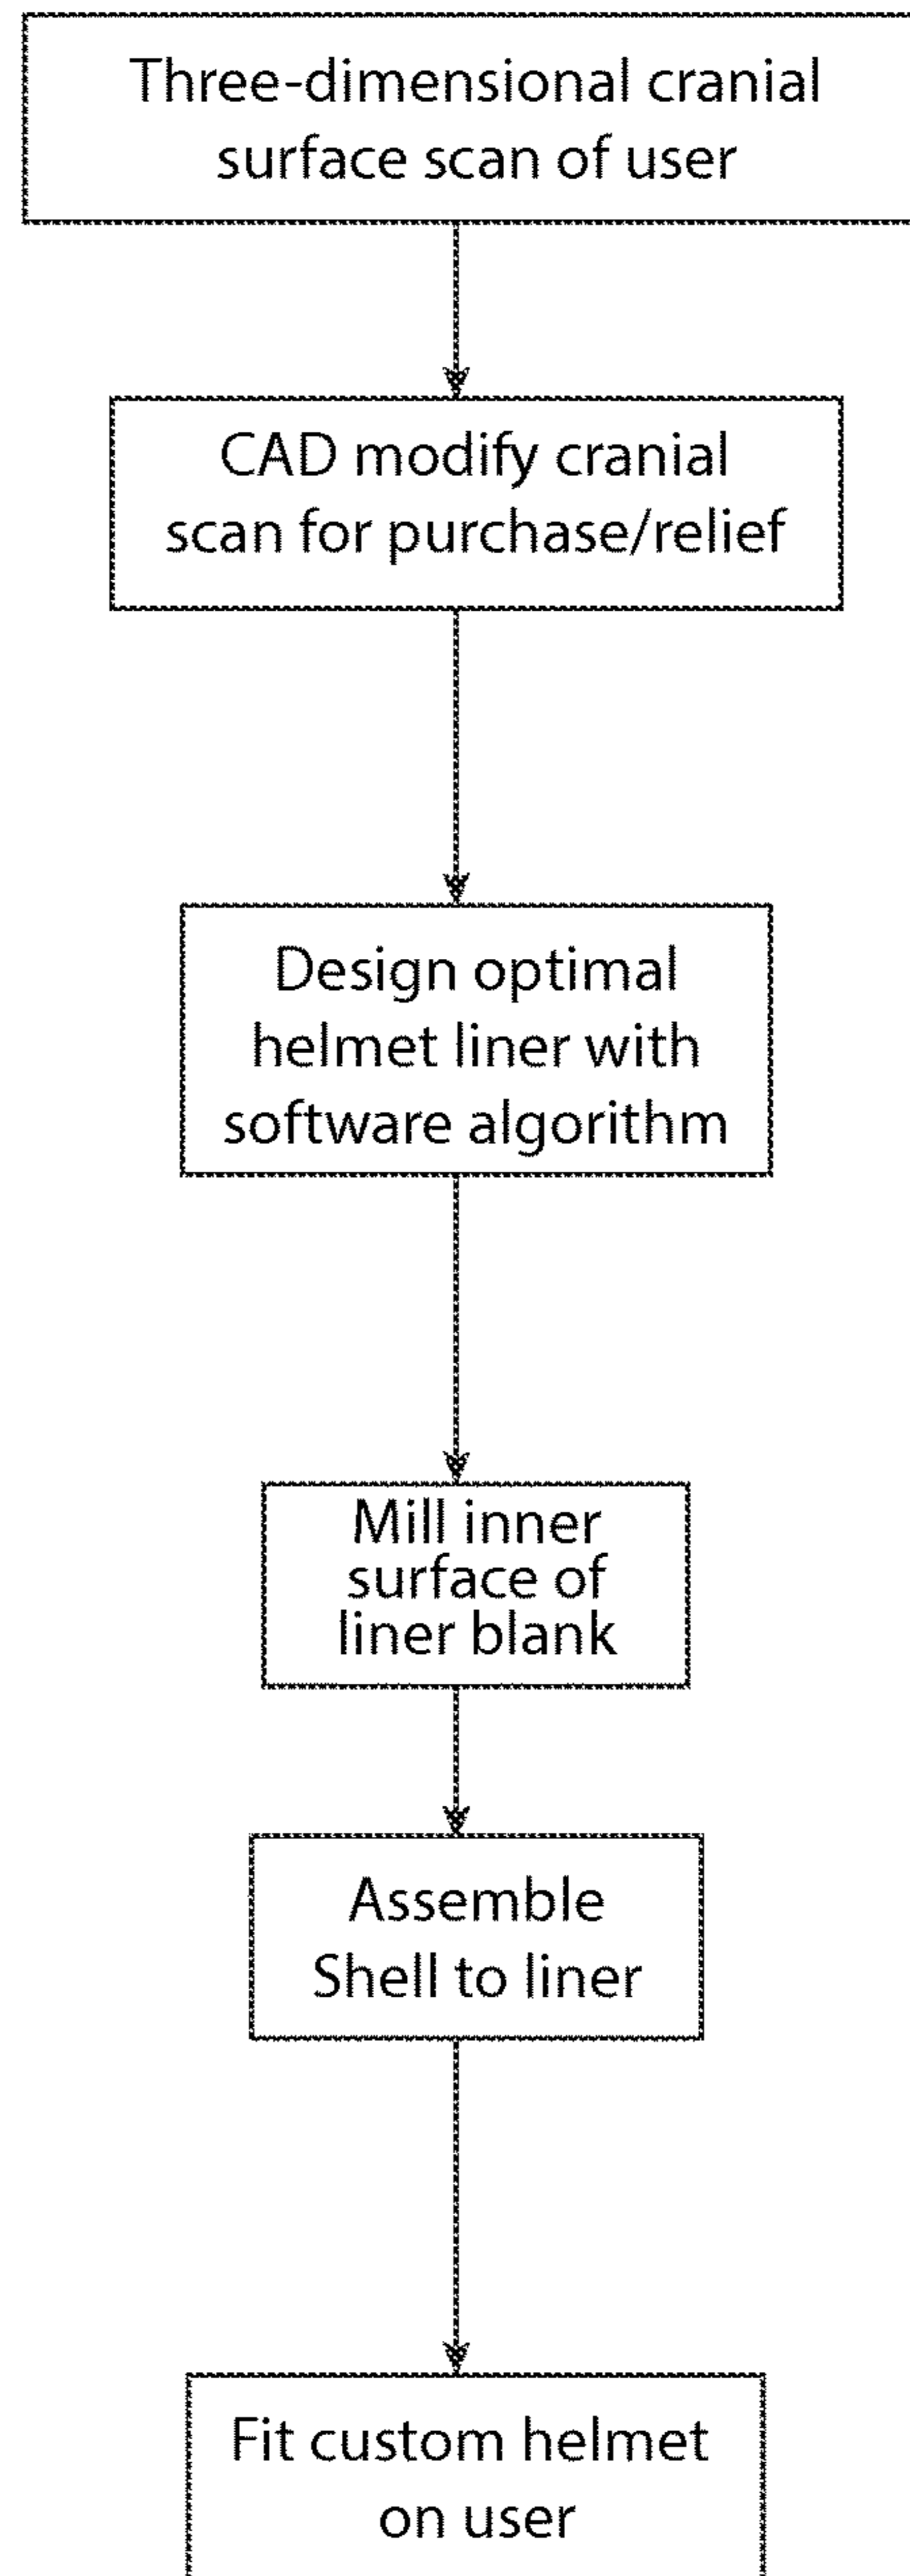 Three-dimensional cranial
surface scan of user
CAD modify cranial
scan for purchase/relief
Design optimal
helmet liner with
software algorithm
Mill inner
surface of
liner blank
Assemble
Shell to liner
Fit custom helmet
on user